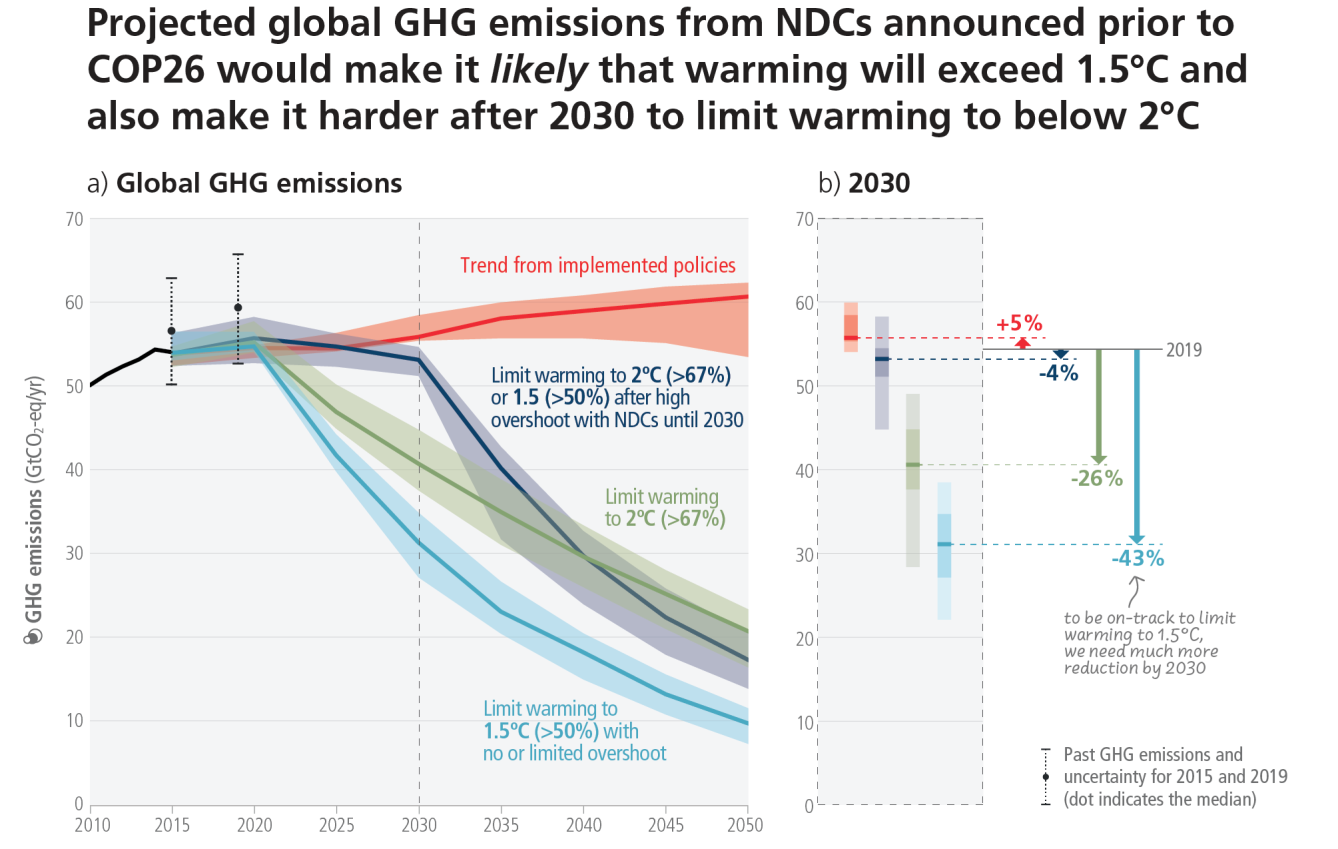 Projected global GHG emissions from NDCs announced prior to
COP26 would make it likely that warming will exceed 1.5°C and
also make it harder after 2030 to limit warming to below 2°C
a) Global GHG emissions
GHG emissions (GtCO₂-eq/yr)
70
60
50
40
30
20
10
0
2010 2015 2020 2025 2030 2035 2040 2045 2050
Trend from implemented policies
Limit warming to 2ºC (>67%)
or 1.5 (>50%) after high
overshoot with NDCs until 2030
Limit warming
to 2ºC (>67%)
Limit warming to
1.5ºC (>50%) with
no or limited overshoot
b) 2030
70
60
50
40
30
20
10
0
+5%
2019
-4%
-26%
-43%
to be on-track to limit
warming to 1.5°C,
we need much more
reduction by 2030
Past GHG emissions and
uncertainty for 2015 and 2019
(dot indicates the median)